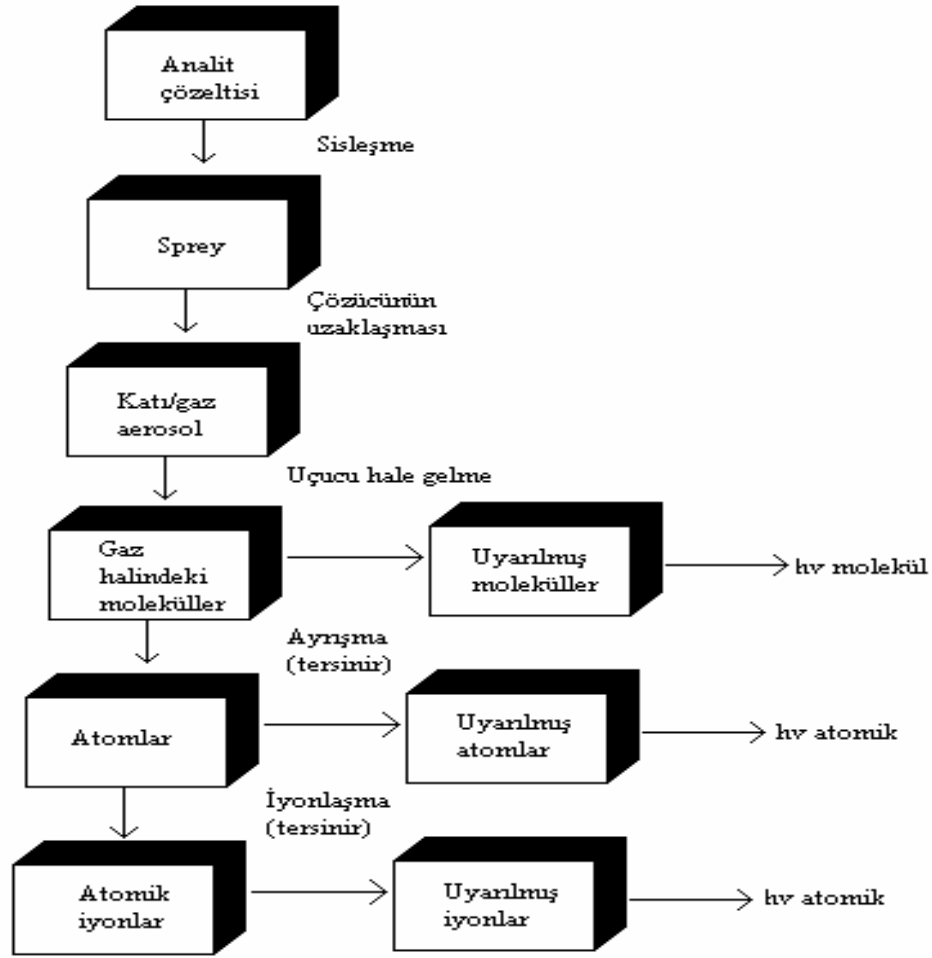 Analit
çözeltisi
Sisleşme
Sprey
Çözücünün
uzaklaşması
Katı/gaz
aerosol
Uçucu hale gelme
Gaz
halindeki
moleküller
Uyarılmış
moleküller
hv molekül
Ayrışma
(tersinir)
Atomlar
Uyarılmış
atomlar
hv atomik
İyonlaşma
(tersinir)
Atomik
iyonlar
Uyarılmış
iyonlar
hv atomik